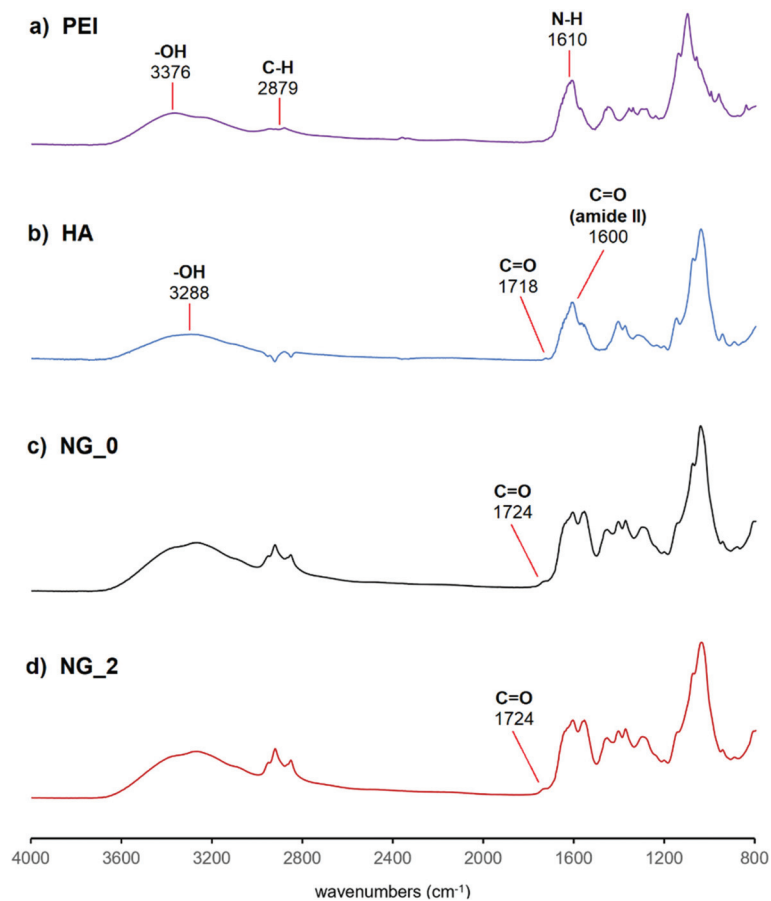 a) PEI
-OH
3376
C-H
2879
N-H
1610
b) HA
-OH
3288
C=O
1718
C=O
(amide II)
1600
c) NG_0
C=O
1724
d) NG_2
C=O
1724
4000 3600 3200 2800 2400 2000 1600 1200 800
wavenumbers (cm⁻¹)